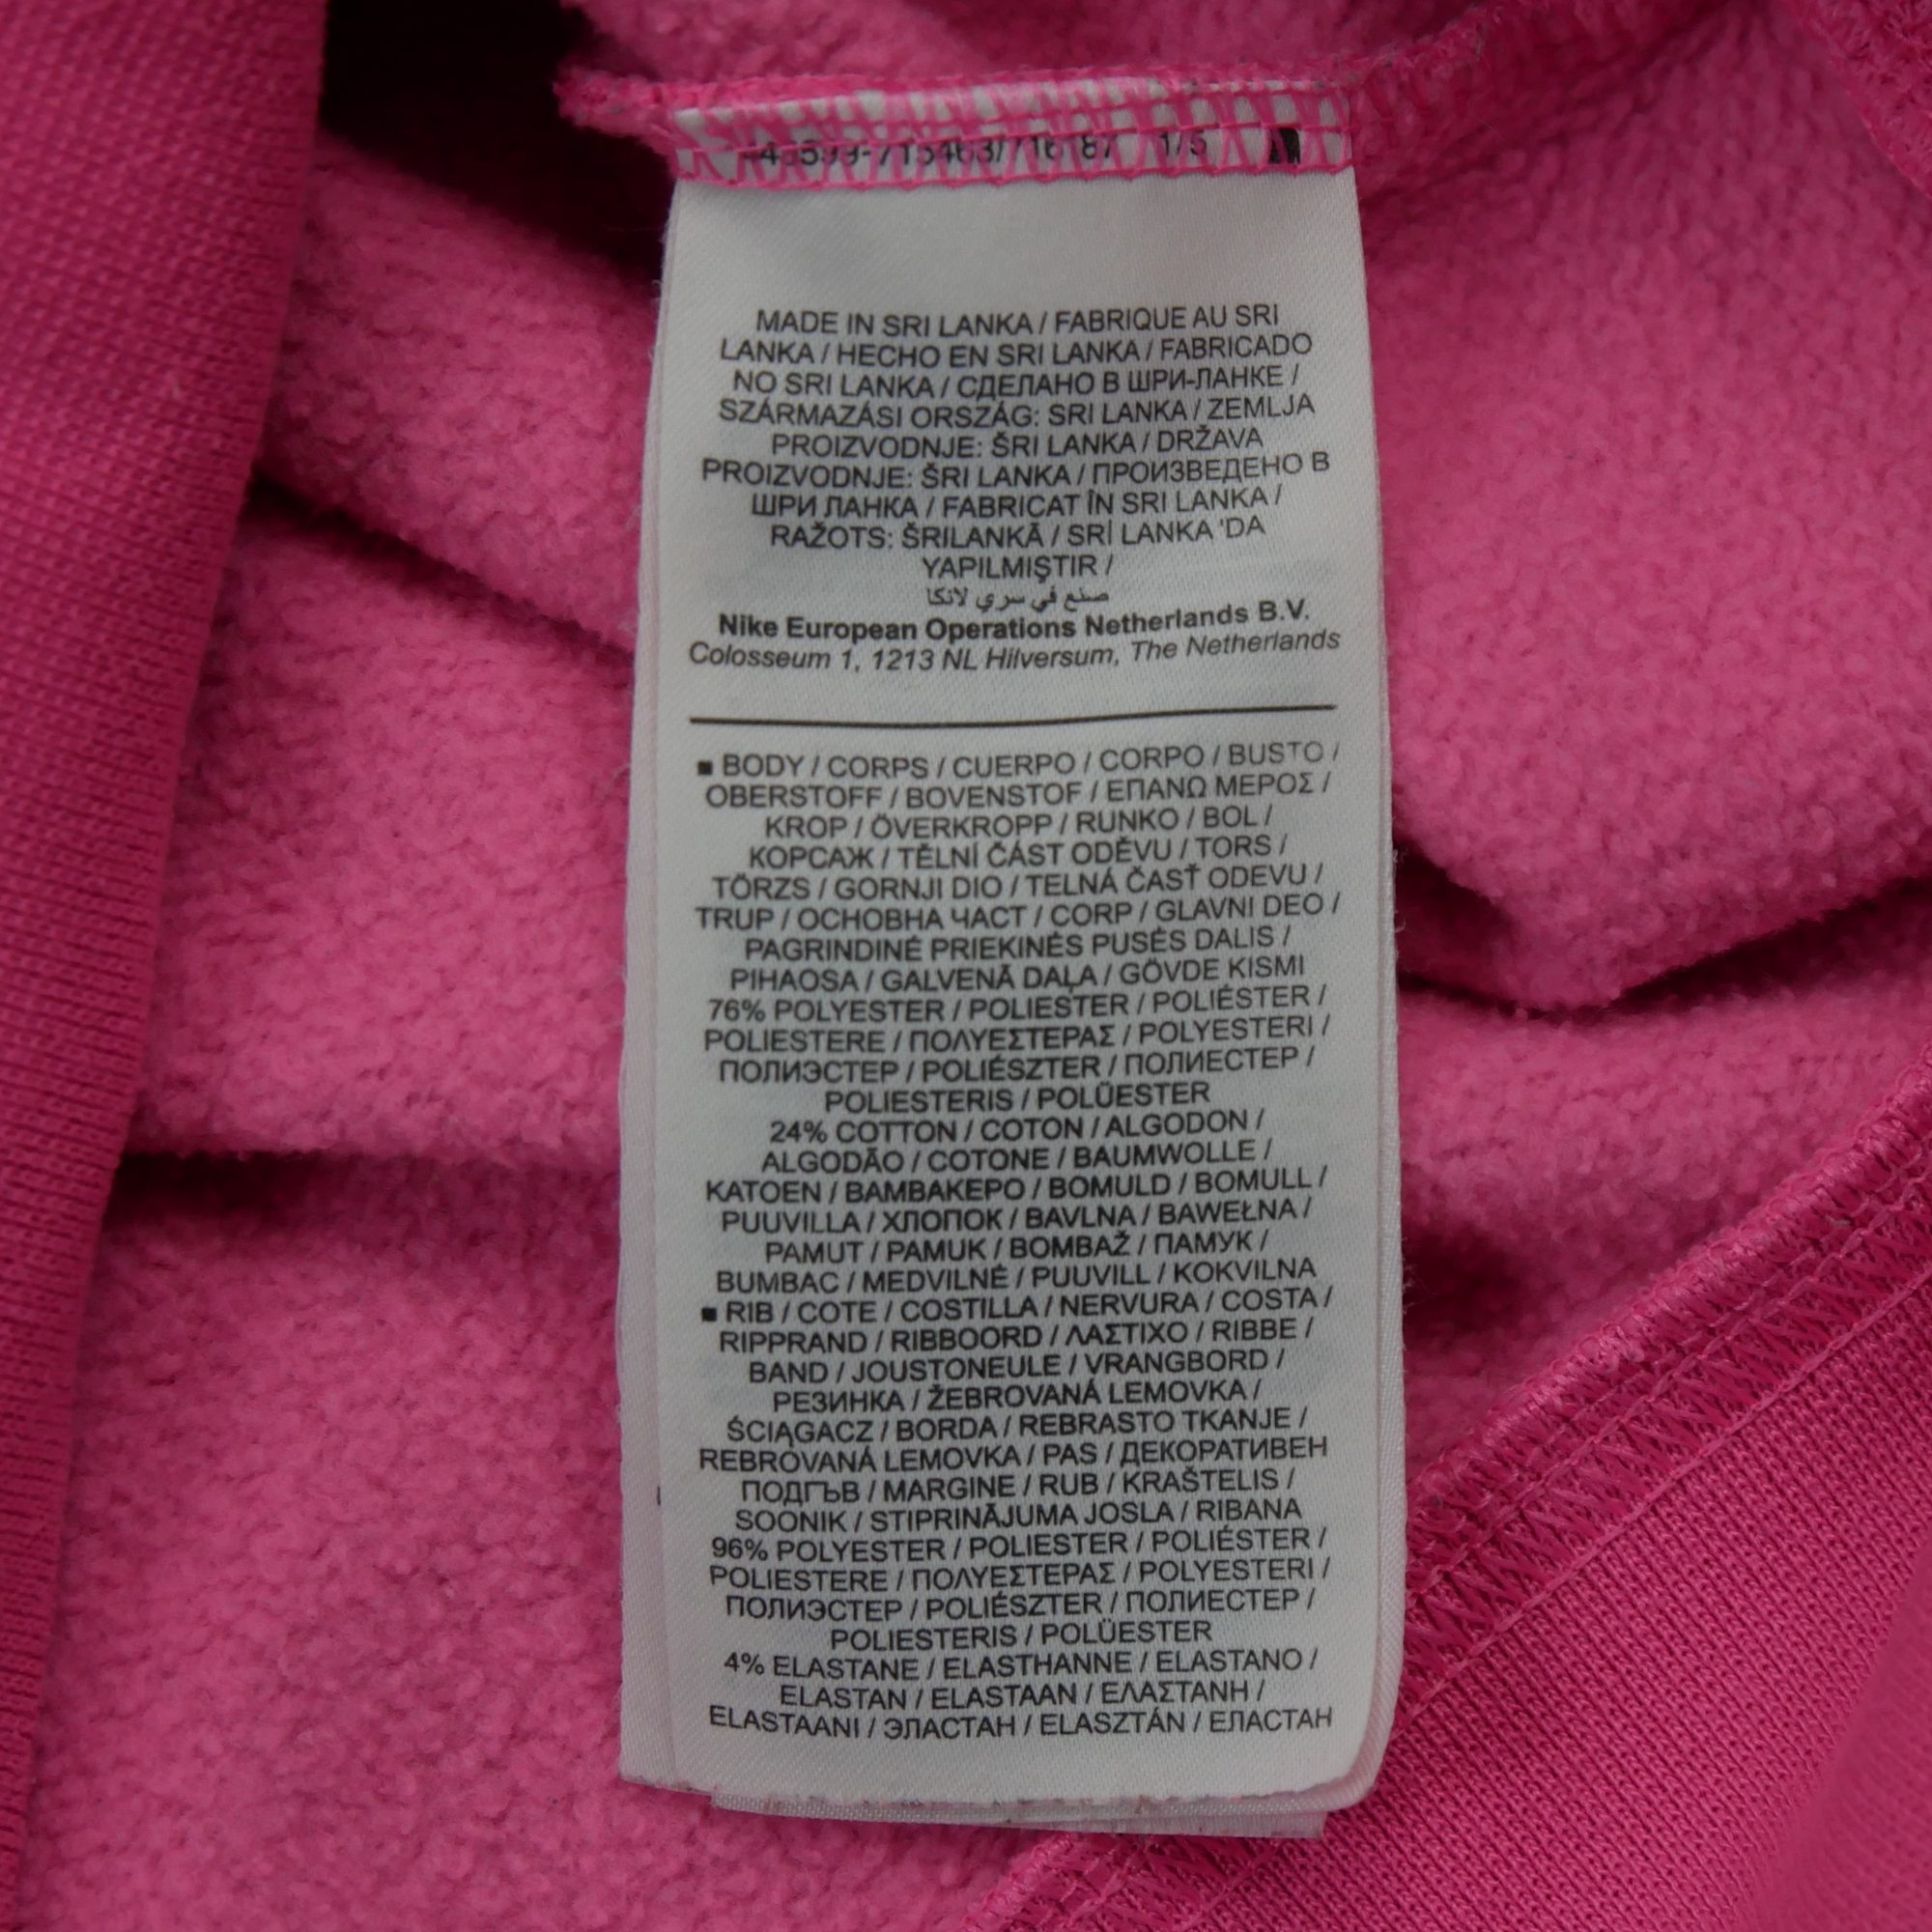 1/5
MADE IN SRI LANKA / FABRIQUE AU SRI
LANKA / HECHO EN SRI LANKA / FABRICADO
NO SRI LANKA / СДЕЛАНО В ШРИ-ЛАНКЕ /
SZÁRMAZÁSI ORSZÁG: SRI LANKA / ZEMLJA
PROIZVODNJE: ŠRI LANKA / DRŽAVA
PROIZVODNJE: ŠRI LANKA / ПРОИЗВЕДЕНО В
ШРИ ЛАНКА / FABRICAT ÎN SRI LANKA /
RAŽOTS: ŠRILANKĀ / SRİ LANKA 'DA
YAPILMIŞTIR /
صنع في سري لانكا
Nike European Operations Netherlands B.V.
Colosseum 1, 1213 NL Hilversum, The Netherlands
■ BODY / CORPS / CUERPO / CORPO / BUSTO /
OBERSTOFF / BOVENSTOF / ΕΠΑΝΩ ΜΕΡΟΣ /
KROP / ÖVERKROPP / RUNKO / BOL /
КОРСАЖ / TĚLNÍ ČÁST ODĚVU / TORS /
TÖRZS / GORNJI DIO / TELNÁ ČASŤ ODEVU /
TRUP / ОСНОВНА ЧАСТ / CORP / GLAVNI DEO /
PAGRINDINĖ PRIEKINĖS PUSĖS DALIS /
PIHAOSA / GALVENĀ DAĻA / GÖVDE KISMI
76% POLYESTER / POLIESTER / POLIÉSTER /
POLIESTERE / ΠΟΛΥΕΣΤΕΡΑΣ / POLYESTERI /
ПОЛИЭСТЕР / POLIÉSZTER / ПОЛИЕСТЕР /
POLIESTERIS / POLÜESTER
24% COTTON / COTON / ALGODON /
ALGODÃO / COTONE / BAUMWOLLE /
KATOEN / ΒΑΜΒΑΚΕΡΟ / BOMULD / BOMULL /
PUUVILLA / ХЛОПОК / BAVLNA / BAWEŁNA /
PAMUT / PAMUK / BOMBAŽ / ПАМУК /
BUMBAC / MEDVILNĖ / PUUVILL / KOKVILNA
■ RIB / COTE / COSTILLA / NERVURA / COSTA /
RIPPRAND / RIBBOORD / ΛΑΣΤΙΧΟ / RIBBE /
BAND / JOUSTONEULE / VRANGBORD /
РЕЗИНКА / ŽEBROVANÁ LEMOVKA /
ŚCIĄGACZ / BORDA / REBRASTO TKANJE /
REBROVANÁ LEMOVKA / PAS / ДЕКОРАТИВЕН
ПОДГЪВ / MARGINE / RUB / KRAŠTELIS /
SOONIK / STIPRINĀJUMA JOSLA / RIBANA
96% POLYESTER / POLIESTER / POLIÉSTER /
POLIESTERE / ΠΟΛΥΕΣΤΕΡΑΣ / POLYESTERI /
ПОЛИЭСТЕР / POLIÉSZTER / ПОЛИЕСТЕР /
POLIESTERIS / POLÜESTER
4% ELASTANE / ELASTHANNE / ELASTANO /
ELASTAN / ELASTAAN / ΕΛΑΣΤΑΝΗ /
ELASTAANI / ЭЛАСТАН / ELASZTÁN / ЕЛАСТАН